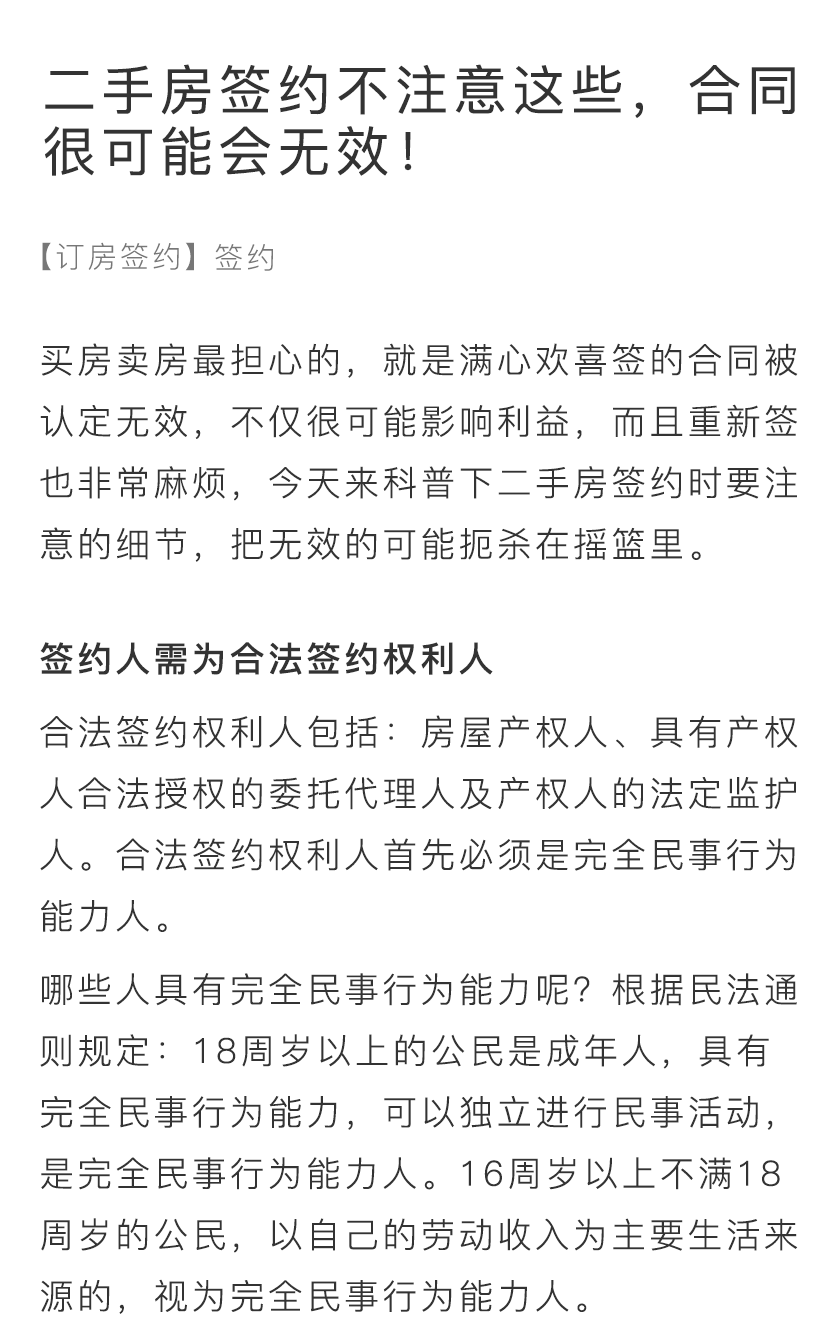 二手房签约不注意这些，合同
很可能会无效！
【订房签约】签约
买房卖房最担心的，就是满心欢喜签的合同被
认定无效，不仅很可能影响利益，而且重新签
也非常麻烦，今天来科普下二手房签约时要注
意的细节，把无效的可能扼杀在摇篮里。
签约人需为合法签约权利人
合法签约权利人包括：房屋产权人、具有产权
人合法授权的委托代理人及产权人的法定监护
人。合法签约权利人首先必须是完全民事行为
能力人。
哪些人具有完全民事行为能力呢？根据民法通
则规定：18周岁以上的公民是成年人，具有
完全民事行为能力，可以独立进行民事活动，
是完全民事行为能力人。16周岁以上不满18
周岁的公民，以自己的劳动收入为主要生活来
源的，视为完全民事行为能力人。